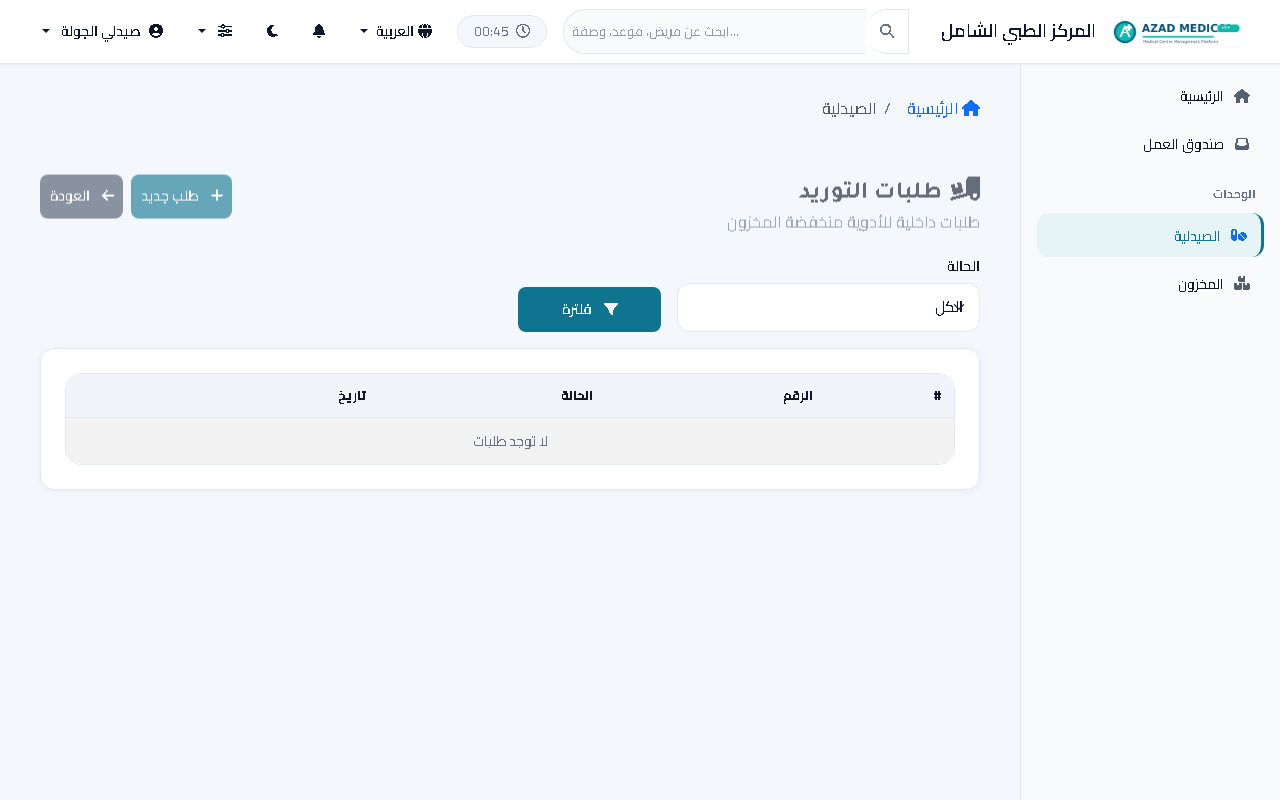 AZAD MEDIC
Medical Centre Management Platform
المركز الطبي الشامل
ابحث عن مريض، موعد، وصفة...
00:45
العربية
صيدلي الجولة
الرئيسية
صندوق العمل
الوحدات
الصيدلية
المخزون
الرئيسية / الصيدلية
طلبات التوريد
طلبات داخلية للأدوية منخفضة المخزون
طلب جديد
العودة
الحالة
الكل
فلترة
# الرقم الحالة تاريخ
لا توجد طلبات